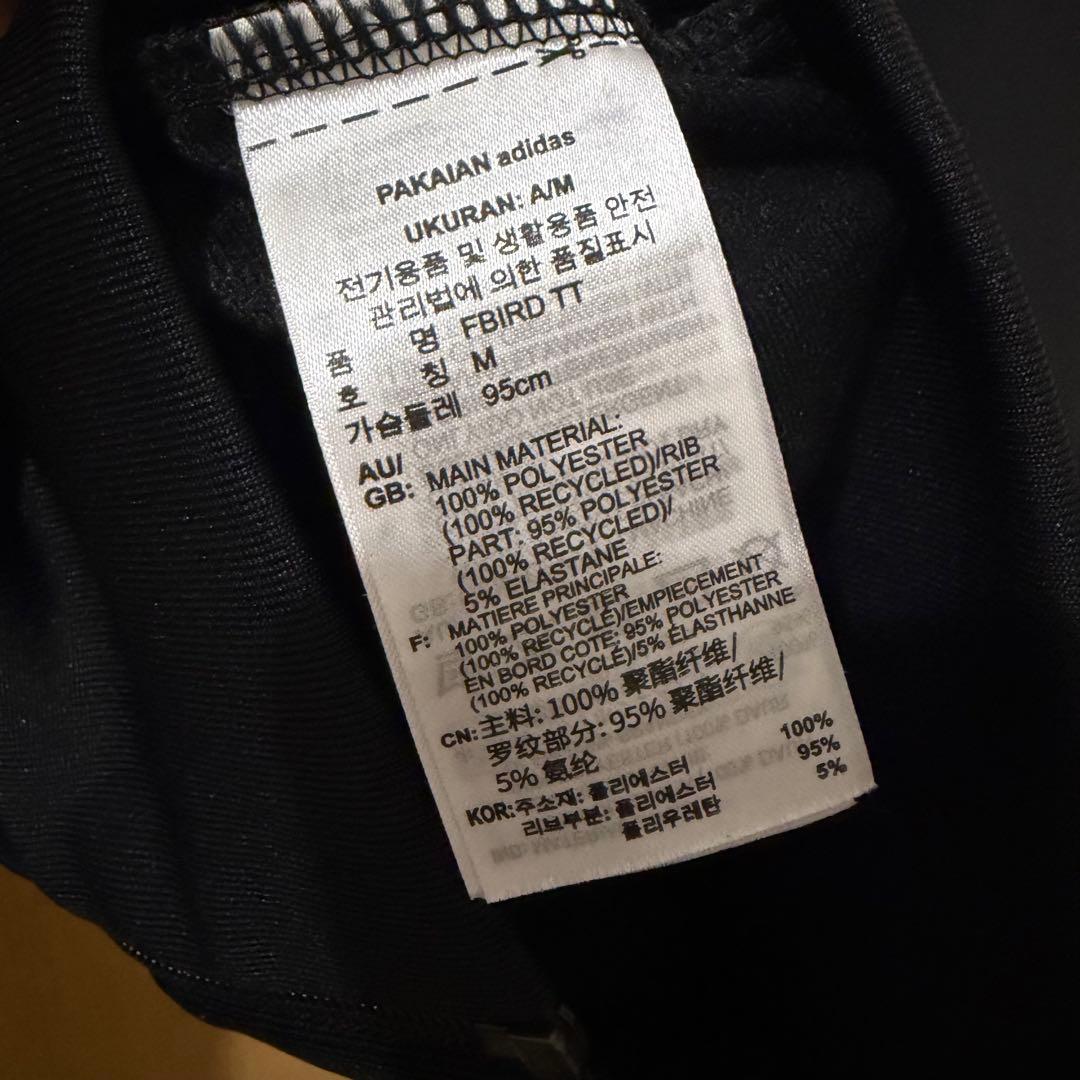 PAKAIAN adidas
UKURAN: A/M
전기용품 및 생활용품 안전
관리법에 의한 품질표시
품 명 FBIRD TT
호 칭 M
가슴둘레 95cm
AU/
GB: MAIN MATERIAL:
100% POLYESTER
(100% RECYCLED)/RIB
PART: 95% POLYESTER
(100% RECYCLED)/
5% ELASTANE
F: MATIERE PRINCIPALE:
100% POLYESTER
(100% RECYCLÉ)/EMPIECEMENT
EN BORD COTE: 95% POLYESTER
(100% RECYCLÉ)/5% ÉLASTHANNE
CN: 主料: 100% 聚酯纤维/
罗纹部分: 95% 聚酯纤维/
5% 氨纶
KOR: 주소재: 폴리에스터 100%
리브부분: 폴리에스터 95%
폴리우레탄 5%